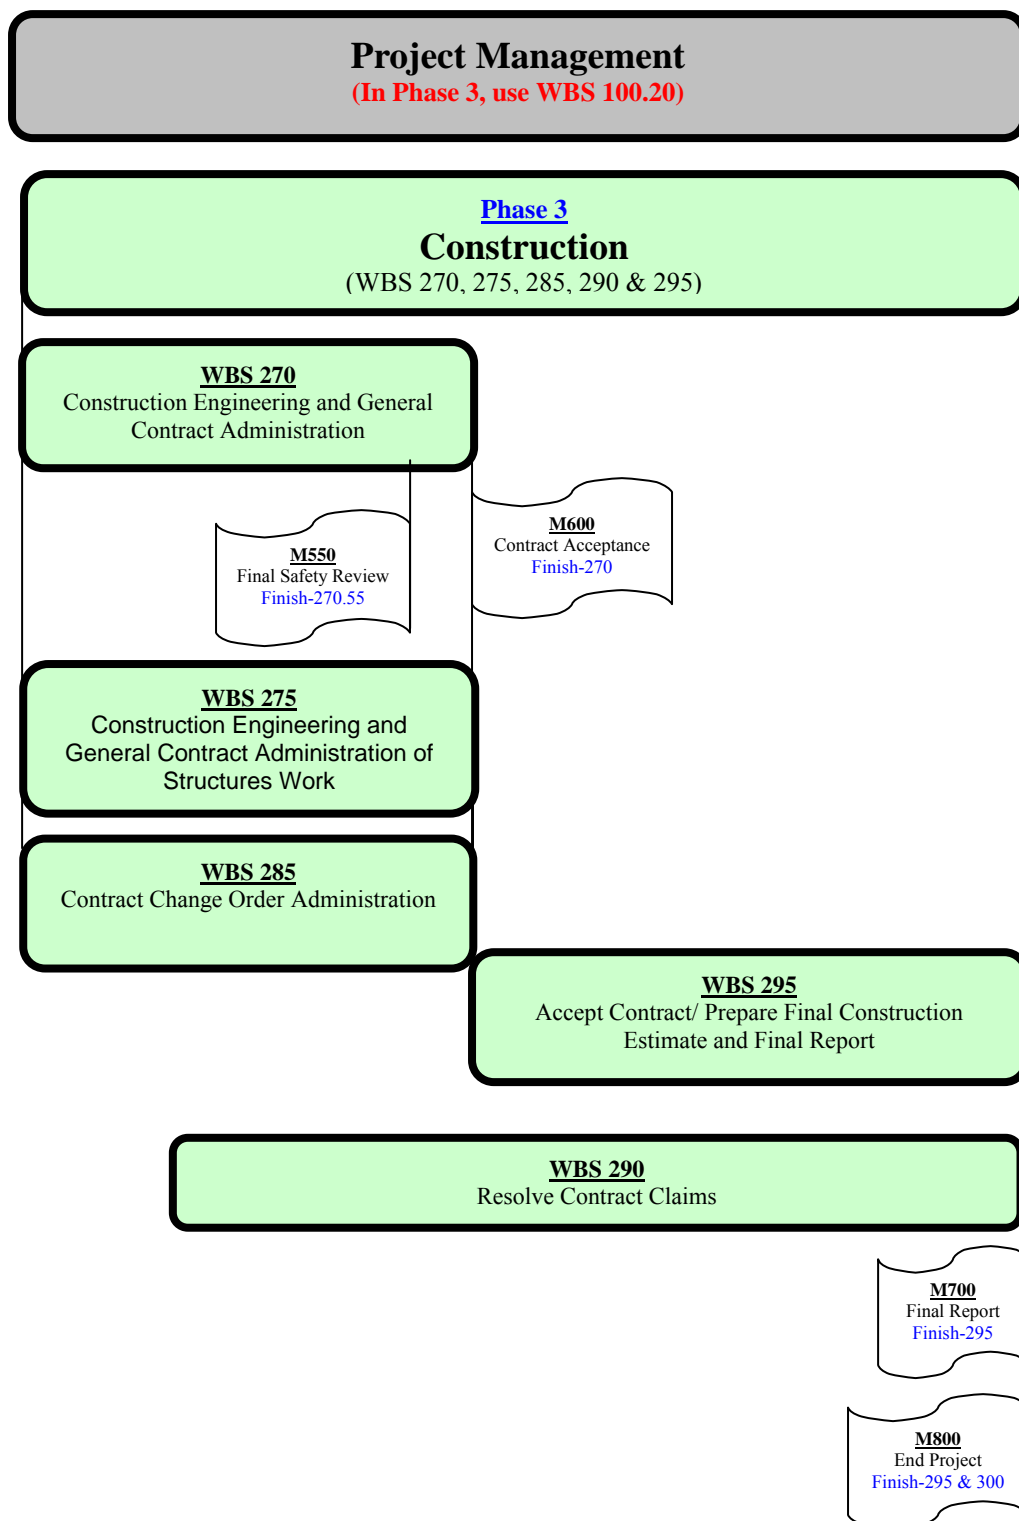 Project Management
(In Phase 3, use WBS 100.20)
Phase 3
Construction
(WBS 270, 275, 285, 290 & 295)
WBS 270
Construction Engineering and General
Contract Administration
M550
Final Safety Review
Finish-270.55
M600
Contract Acceptance
Finish-270
WBS 275
Construction Engineering and
General Contract Administration of
Structures Work
WBS 285
Contract Change Order Administration
WBS 295
Accept Contract/ Prepare Final Construction
Estimate and Final Report
WBS 290
Resolve Contract Claims
M700
Final Report
Finish-295
M800
End Project
Finish-295 & 300